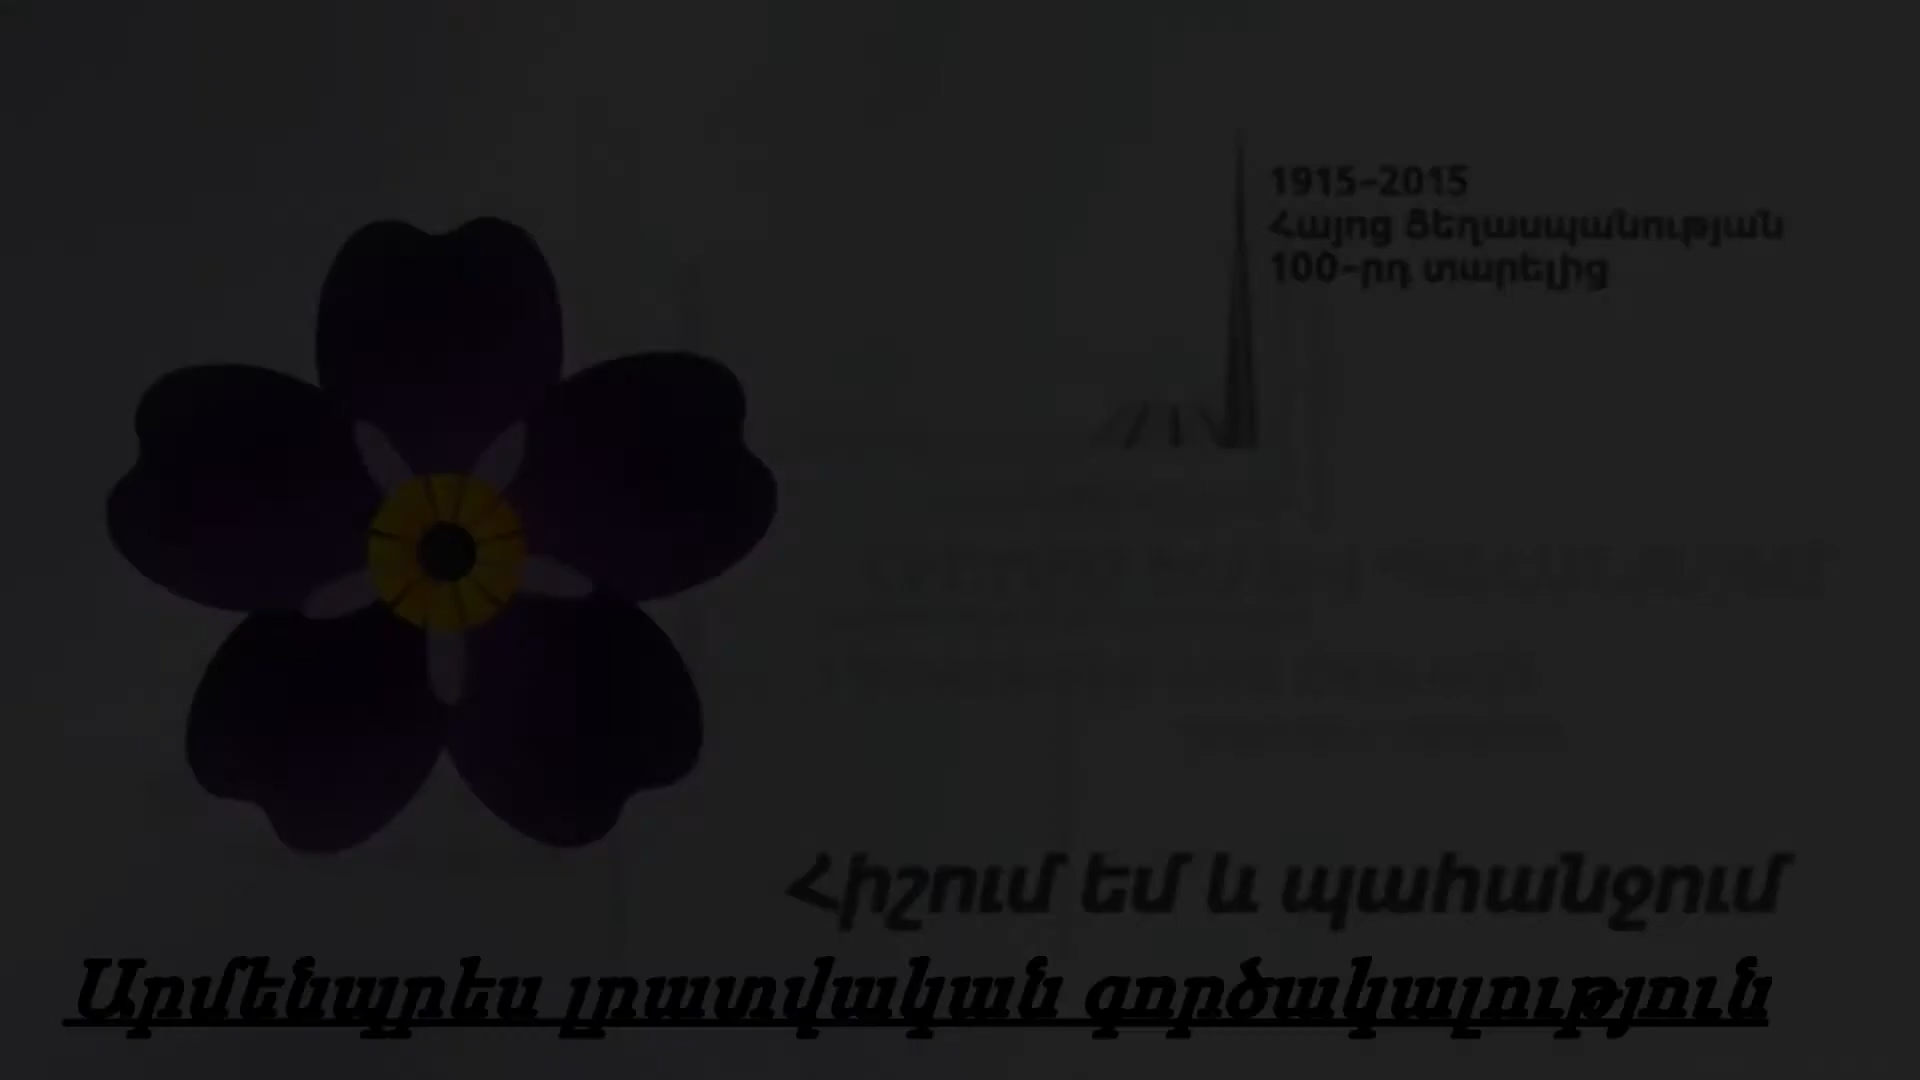 1915-2015
Հայոց Ցեղասպանության
100-րդ տարելից
Հիշում եմ և պահանջում
Արմենպրես լրատվական գործակալություն